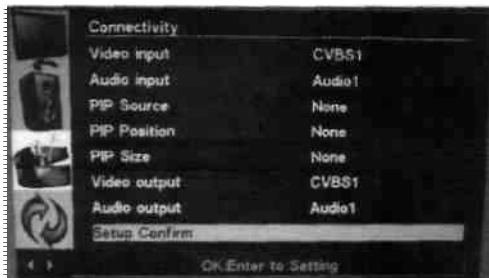 Connectivity
Video input CVBS1
Audio input Audio1
PIP Source None
PIP Position None
PIP Size None
Video output CVBS1
Audio output Audio1
Setup Confirm
OK:Enter to Setting